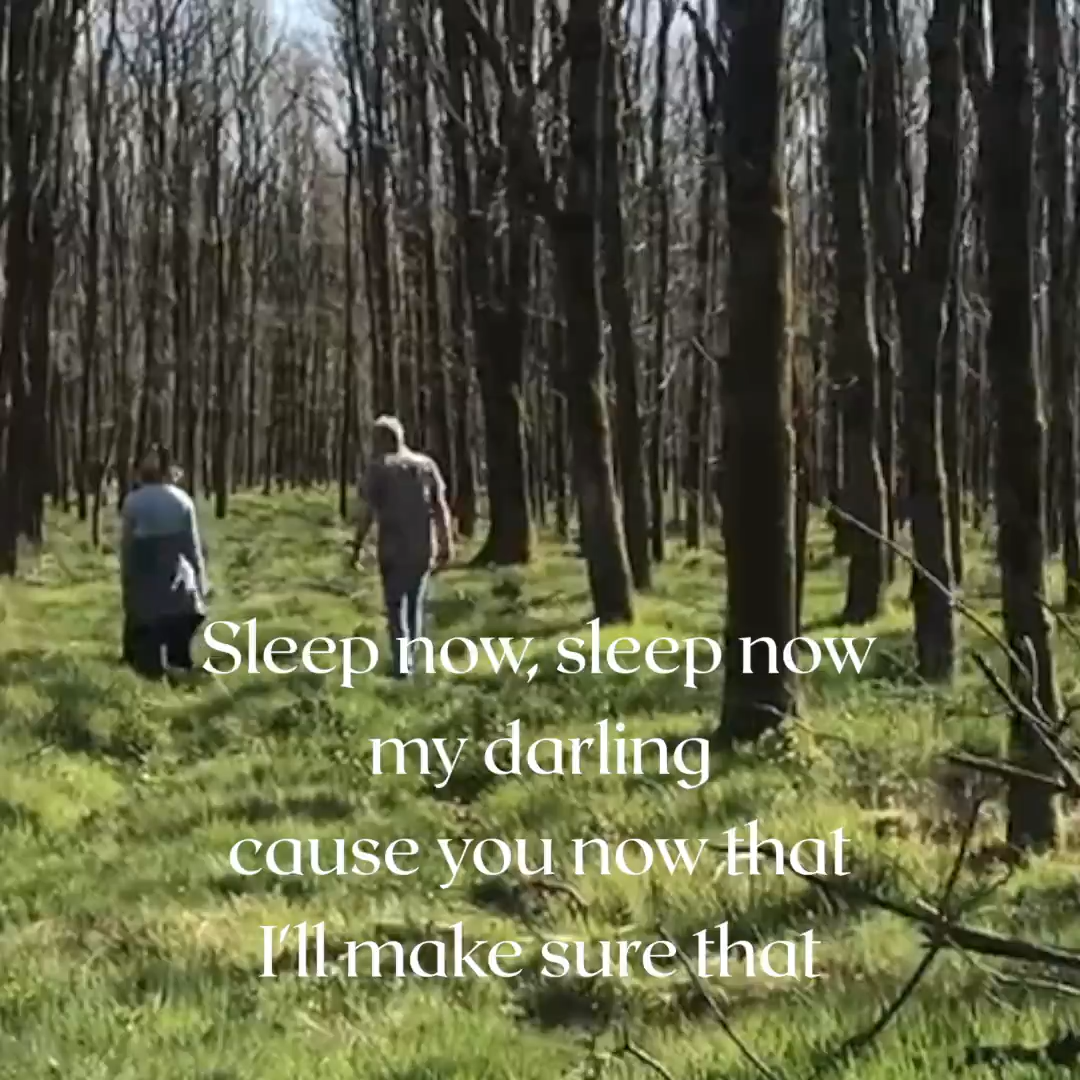 Sleep now, sleep now
my darling
cause you now that
I'll make sure that